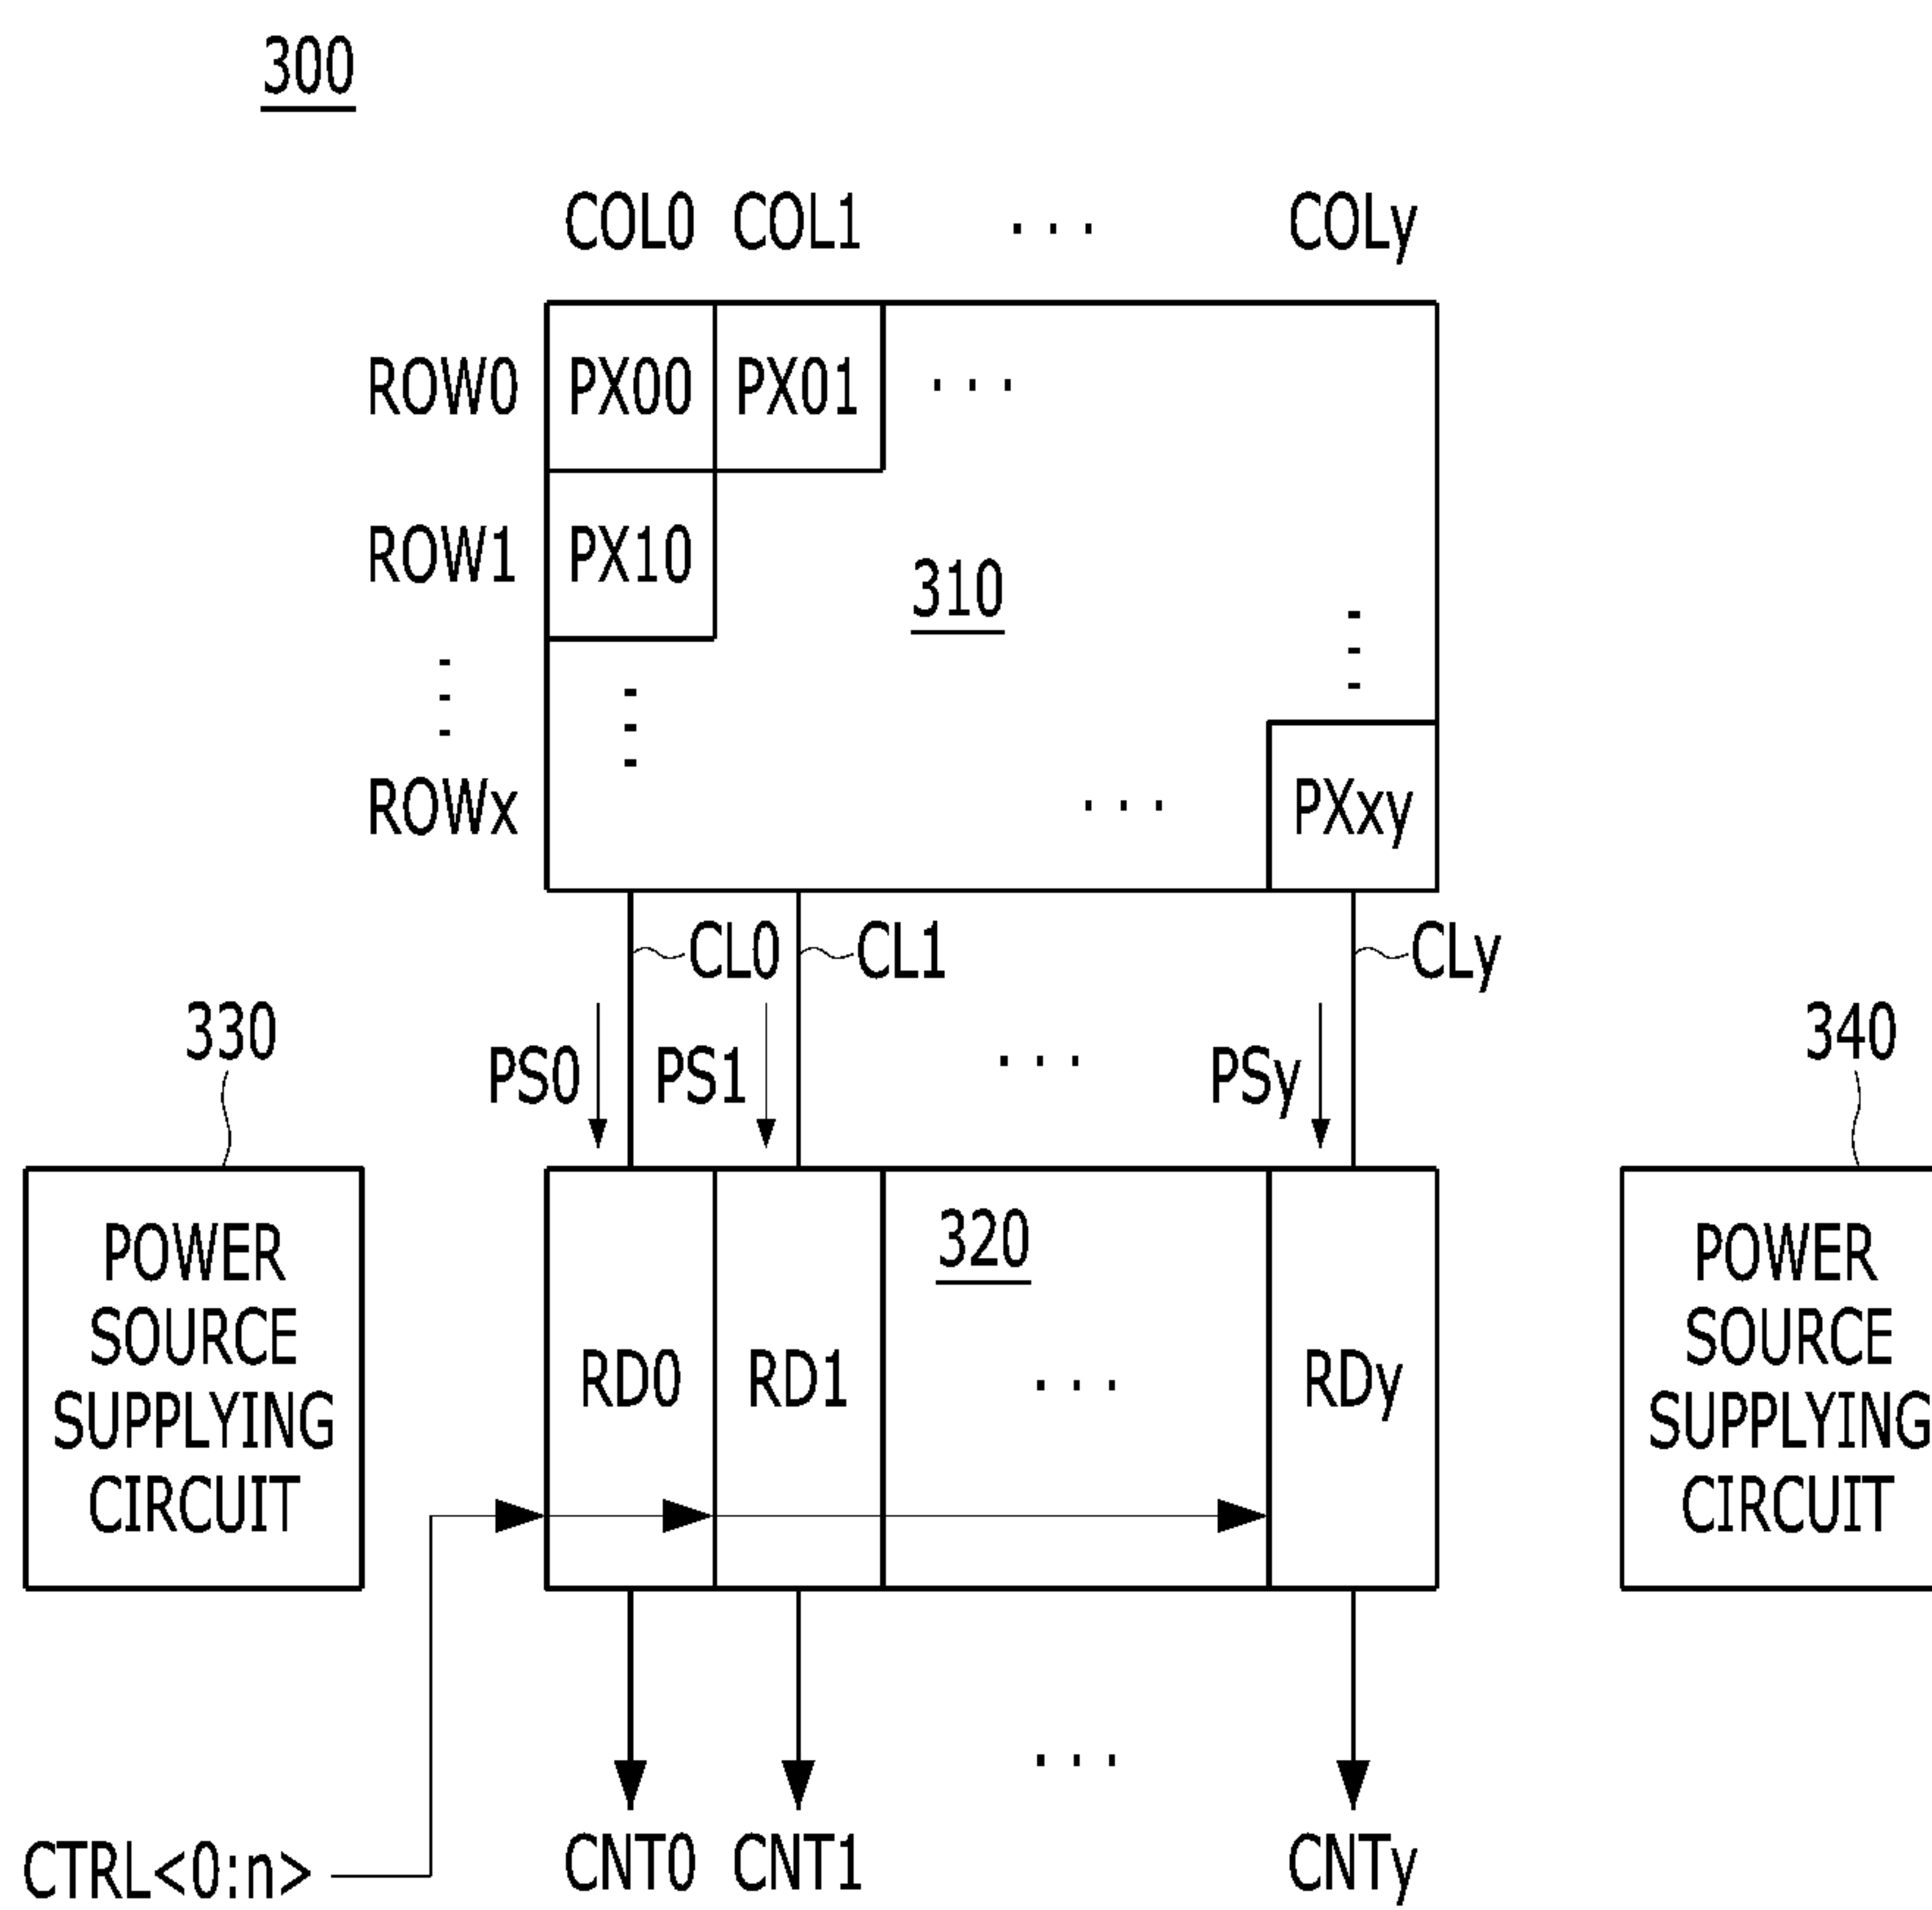 300
COL0 COL1 ... COLy
ROW0 PX00 PX01 ...
ROW1 PX10
310
ROWx ... PXxy
CL0 CL1 CLy
330 340
PS0 PS1 ... PSy
320
POWER
SOURCE
SUPPLYING
CIRCUIT
RD0 RD1 ... RDy
POWER
SOURCE
SUPPLYING
CIRCUIT
...
CTRL<0:n> CNT0 CNT1 CNTy